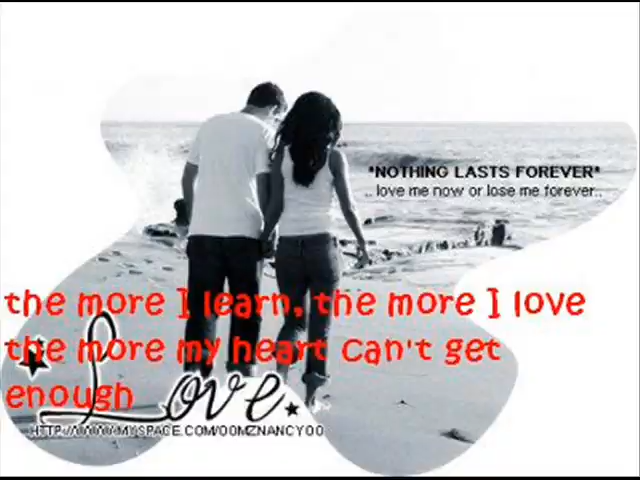 *NOTHING LASTS FOREVER*
.. love me now or lose me forever..
the more I learn, the more I love
the more my heart can't get
enough
Love
HTTP://WWW.MYSPACE.COM/OOMZNANCYOO